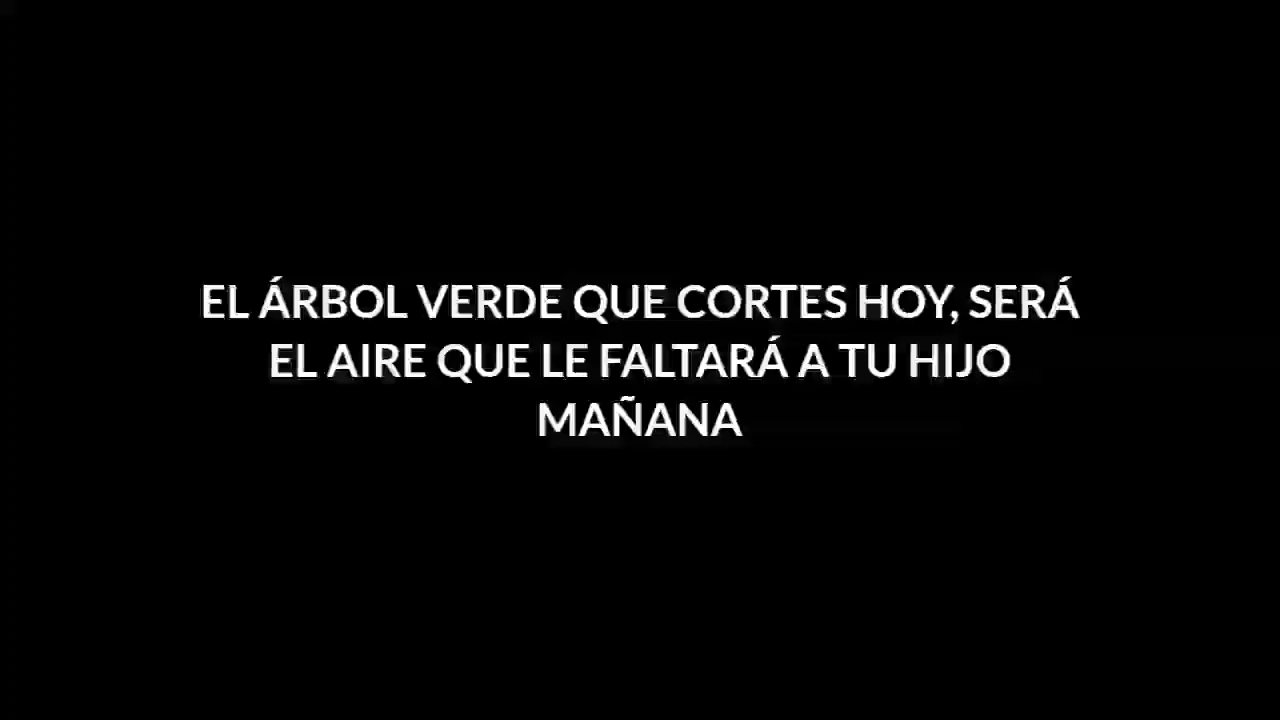 EL ÁRBOL VERDE QUE CORTES HOY, SERÁ
EL AIRE QUE LE FALTARÁ A TU HIJO
MAÑANA